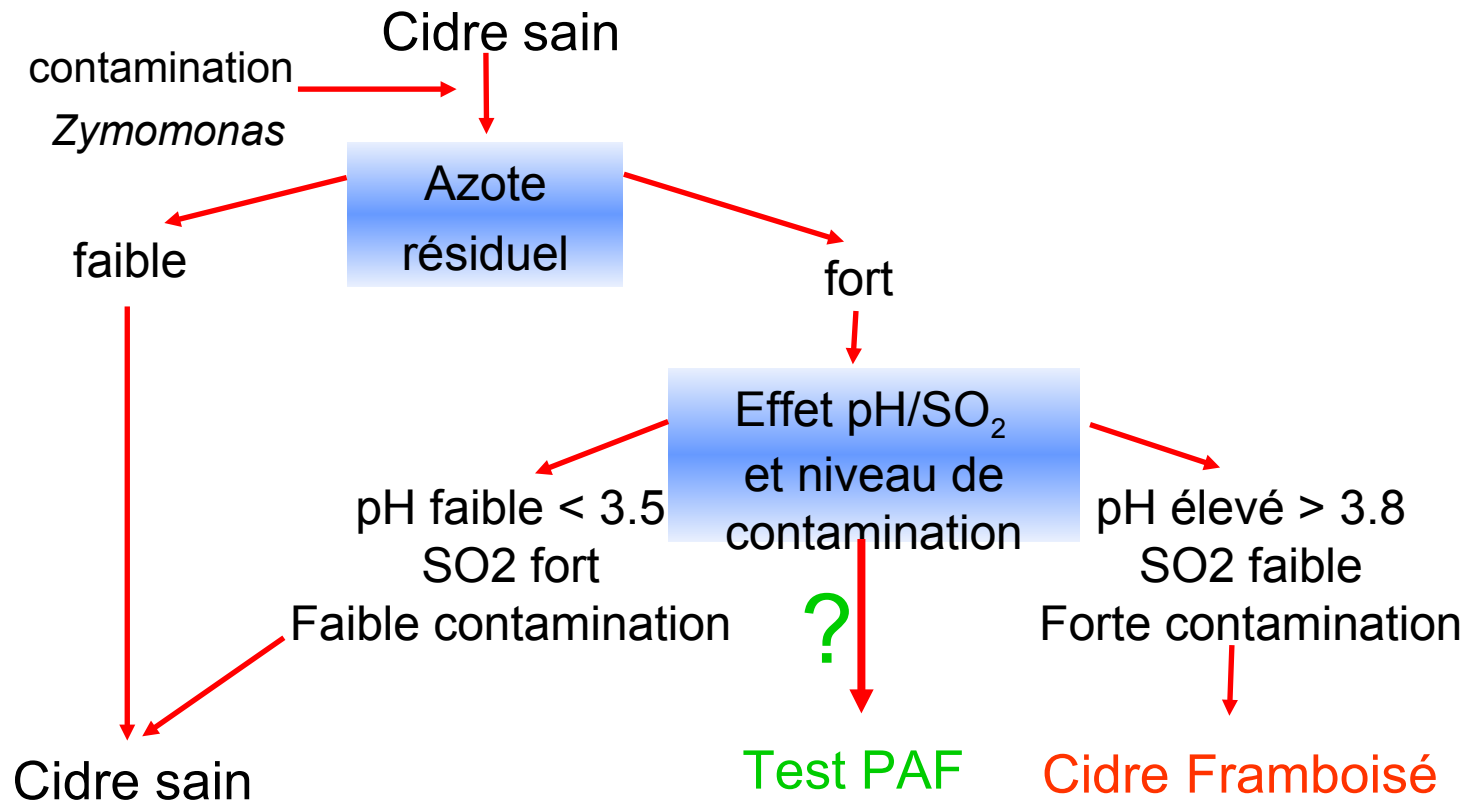 Cidre sain
contamination
Zymomonas
Azote
résiduel
faible
fort
Effet pH/SO₂
et niveau de
contamination
pH faible < 3.5
SO2 fort
Faible contamination
pH élevé > 3.8
SO2 faible
Forte contamination
?
Cidre sain
Test PAF
Cidre Framboisé